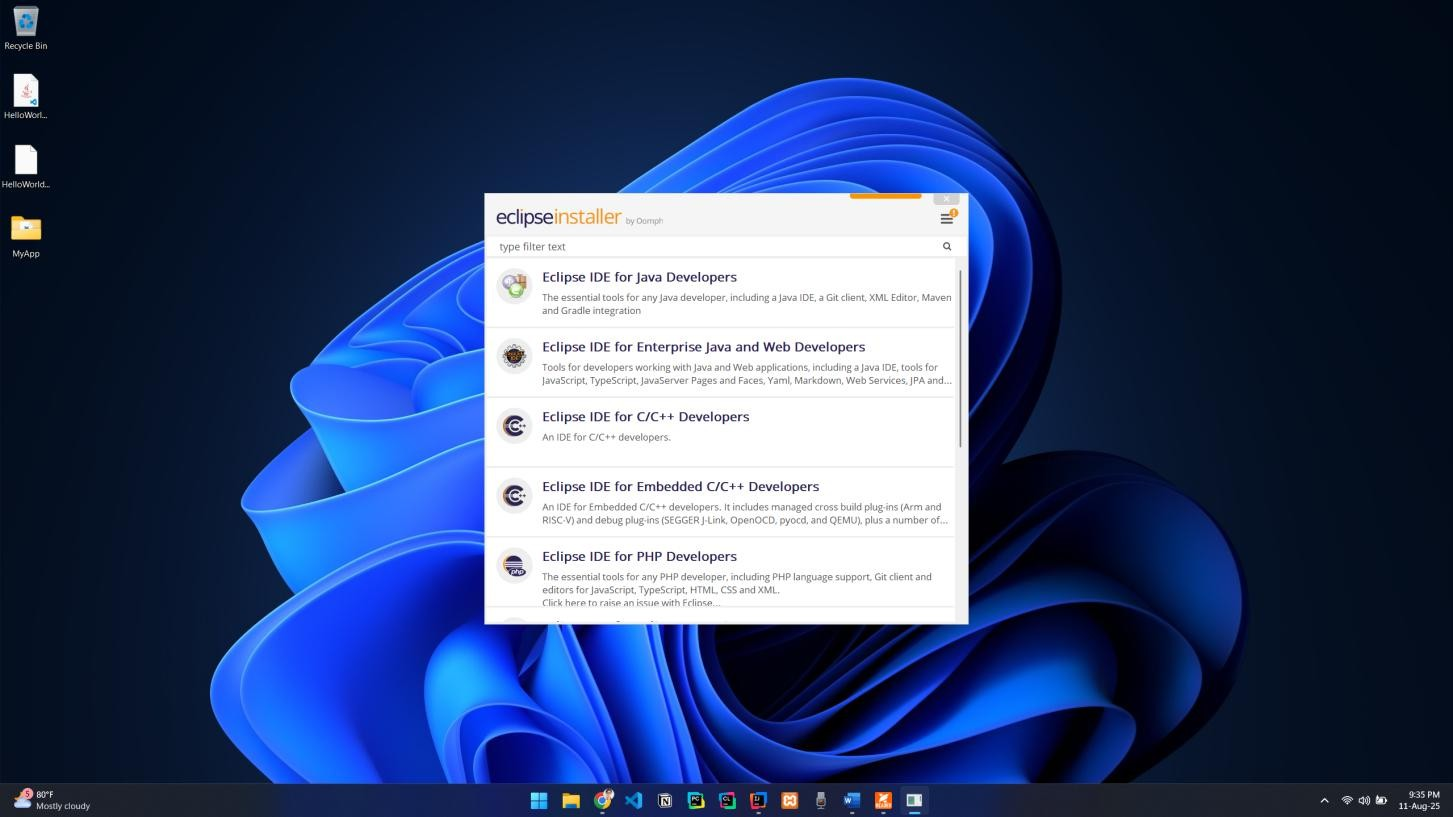 Recycle Bin
HelloWorl...
HelloWorld...
MyApp
eclipseinstaller by Oomph
x
!
type filter text
Eclipse IDE for Java Developers
The essential tools for any Java developer, including a Java IDE, a Git client, XML Editor, Maven
and Gradle integration
Eclipse IDE for Enterprise Java and Web Developers
Tools for developers working with Java and Web applications, including a Java IDE, tools for
JavaScript, TypeScript, JavaServer Pages and Faces, Yaml, Markdown, Web Services, JPA and...
Eclipse IDE for C/C++ Developers
An IDE for C/C++ developers.
Eclipse IDE for Embedded C/C++ Developers
An IDE for Embedded C/C++ developers. It includes managed cross build plug-ins (Arm and
RISC-V) and debug plug-ins (SEGGER J-Link, OpenOCD, pyocd, and QEMU), plus a number of...
Eclipse IDE for PHP Developers
The essential tools for any PHP developer, including PHP language support, Git client and
editors for JavaScript, TypeScript, HTML, CSS and XML.
Click here to raise an issue with Eclipse...
5
80°F
Mostly cloudy
9:35 PM
11-Aug-25